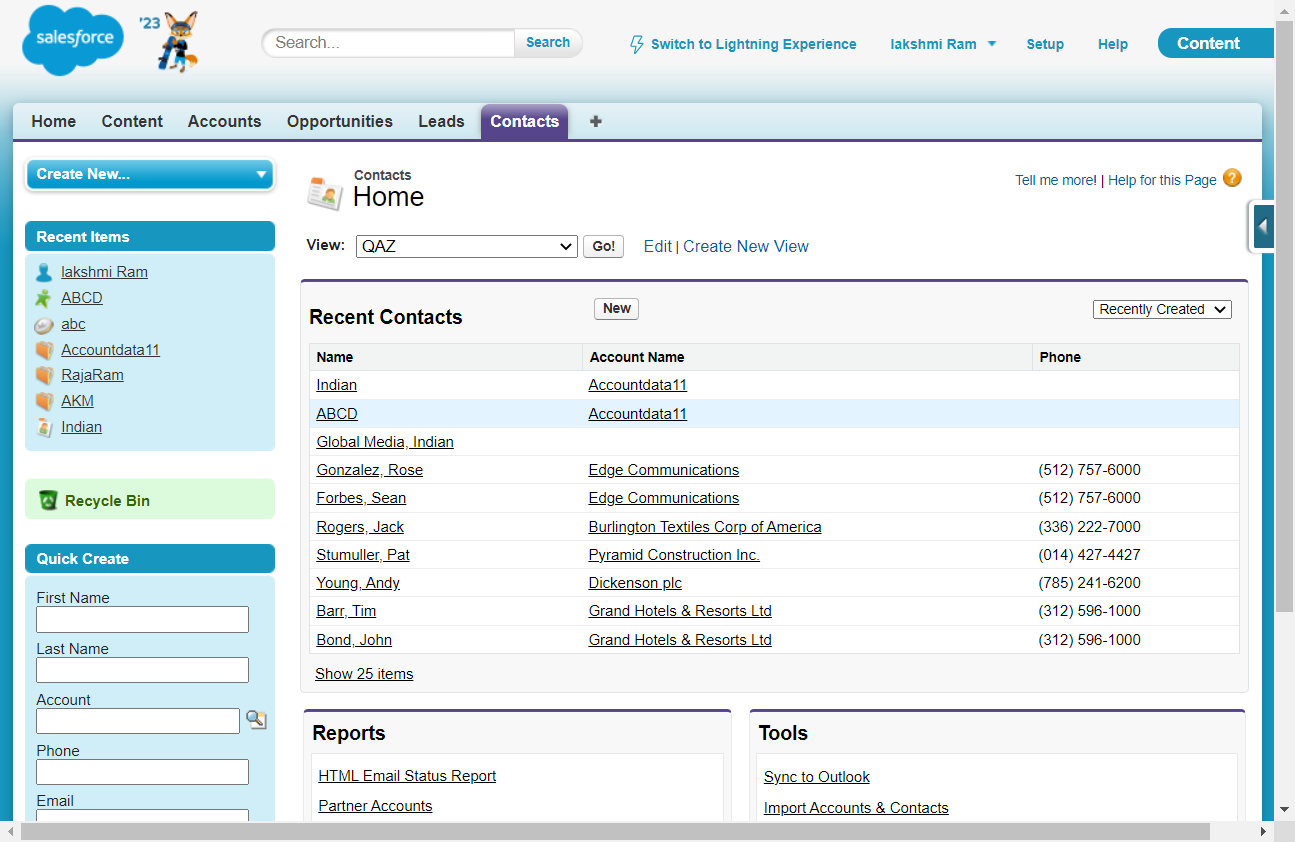 salesforce '23 Search... Search Switch to Lightning Experience lakshmi Ram Setup Help Content
Home Content Accounts Opportunities Leads Contacts +
Create New...
Recent Items
lakshmi Ram
ABCD
abc
Accountdata11
RajaRam
AKM
Indian
Recycle Bin
Quick Create
First Name
Last Name
Account
Phone
Email
Contacts
Home
Tell me more! | Help for this Page ?
View: QAZ Go! Edit | Create New View
Recent Contacts New Recently Created
Name Account Name Phone
Indian Accountdata11
ABCD Accountdata11
Global Media, Indian
Gonzalez, Rose Edge Communications (512) 757-6000
Forbes, Sean Edge Communications (512) 757-6000
Rogers, Jack Burlington Textiles Corp of America (336) 222-7000
Stumuller, Pat Pyramid Construction Inc. (014) 427-4427
Young, Andy Dickenson plc (785) 241-6200
Barr, Tim Grand Hotels & Resorts Ltd (312) 596-1000
Bond, John Grand Hotels & Resorts Ltd (312) 596-1000
Show 25 items
Reports
HTML Email Status Report
Partner Accounts
Tools
Sync to Outlook
Import Accounts & Contacts